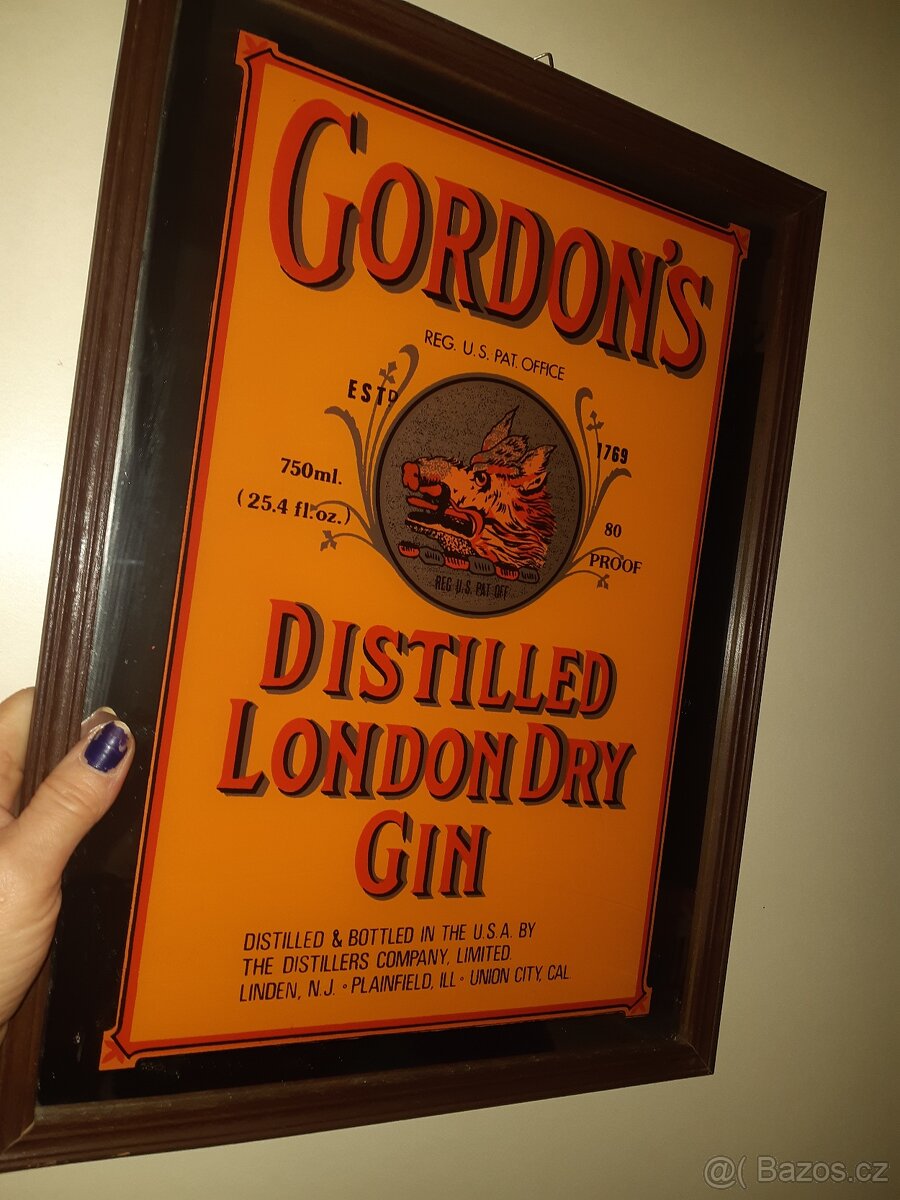 GORDON'S
REG. U.S. PAT. OFFICE
ESTD 1769
750ml.
(25.4 fl.oz.)
80
PROOF
REG U.S. PAT OFF
DISTILLED
LONDON DRY
GIN
DISTILLED & BOTTLED IN THE U.S.A. BY
THE DISTILLERS COMPANY, LIMITED.
LINDEN, N.J. • PLAINFIELD, ILL • UNION CITY, CAL.
@( Bazos.cz